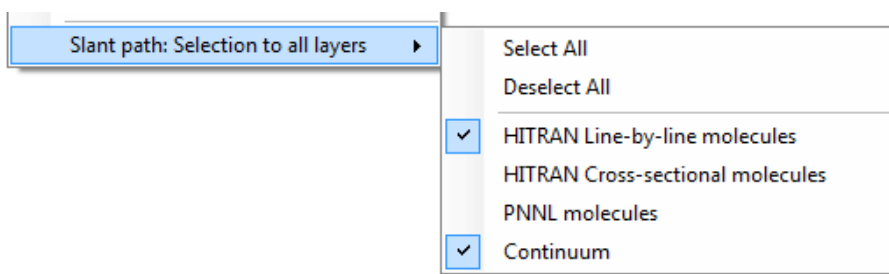 Slant path: Selection to all layers
Select All
Deselect All
HITRAN Line-by-line molecules
HITRAN Cross-sectional molecules
PNNL molecules
Continuum